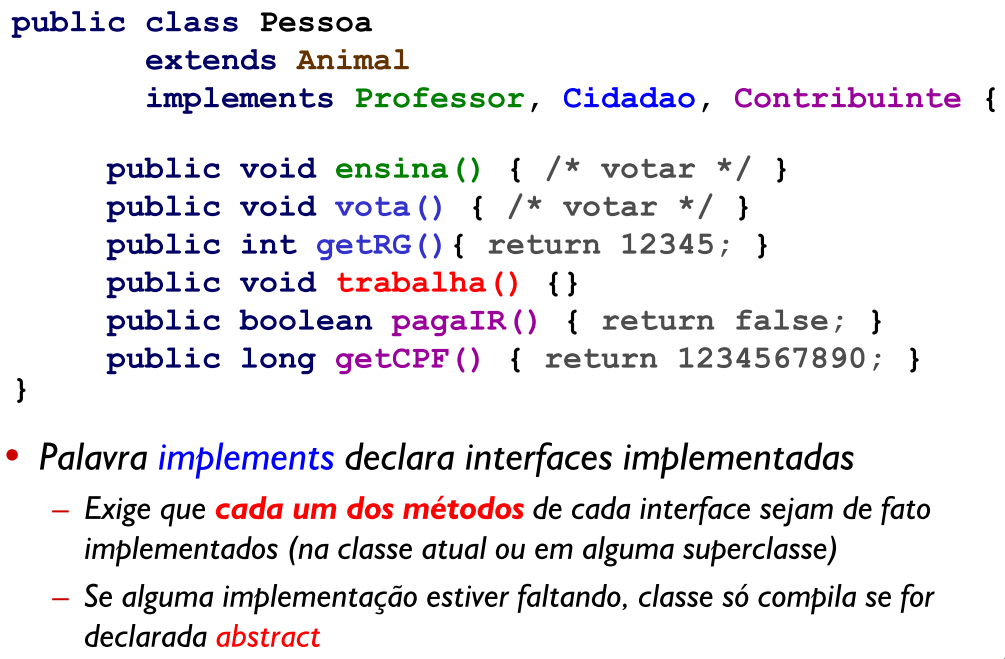 public class Pessoa
extends Animal
implements Professor, Cidadao, Contribuinte {
public void ensina() { /* votar */ }
public void vota() { /* votar */ }
public int getRG(){ return 12345; }
public void trabalha() {}
public boolean pagaIR() { return false; }
public long getCPF() { return 1234567890; }
}
• Palavra implements declara interfaces implementadas
– Exige que cada um dos métodos de cada interface sejam de fato
implementados (na classe atual ou em alguma superclasse)
– Se alguma implementação estiver faltando, classe só compila se for
declarada abstract